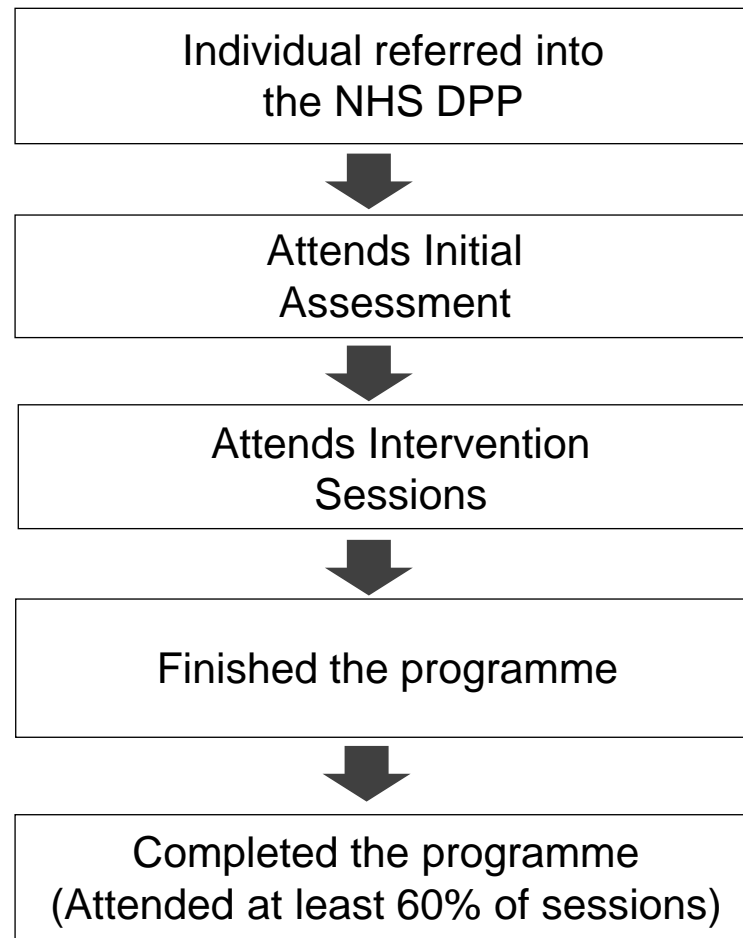 Individual referred into
the NHS DPP
Attends Initial
Assessment
Attends Intervention
Sessions
Finished the programme
Completed the programme
(Attended at least 60% of sessions)